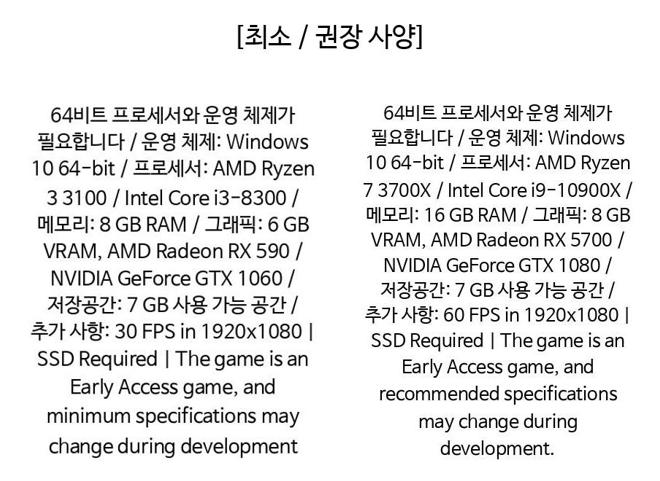 [최소 / 권장 사양]
64비트 프로세서와 운영 체제가
필요합니다 / 운영 체제: Windows
10 64-bit / 프로세서: AMD Ryzen
3 3100 / Intel Core i3-8300 /
메모리: 8 GB RAM / 그래픽: 6 GB
VRAM, AMD Radeon RX 590 /
NVIDIA GeForce GTX 1060 /
저장공간: 7 GB 사용 가능 공간 /
추가 사항: 30 FPS in 1920x1080 |
SSD Required | The game is an
Early Access game, and
minimum specifications may
change during development
64비트 프로세서와 운영 체제가
필요합니다 / 운영 체제: Windows
10 64-bit / 프로세서: AMD Ryzen
7 3700X / Intel Core i9-10900X /
메모리: 16 GB RAM / 그래픽: 8 GB
VRAM, AMD Radeon RX 5700 /
NVIDIA GeForce GTX 1080 /
저장공간: 7 GB 사용 가능 공간 /
추가 사항: 60 FPS in 1920x1080 |
SSD Required | The game is an
Early Access game, and
recommended specifications
may change during
development.